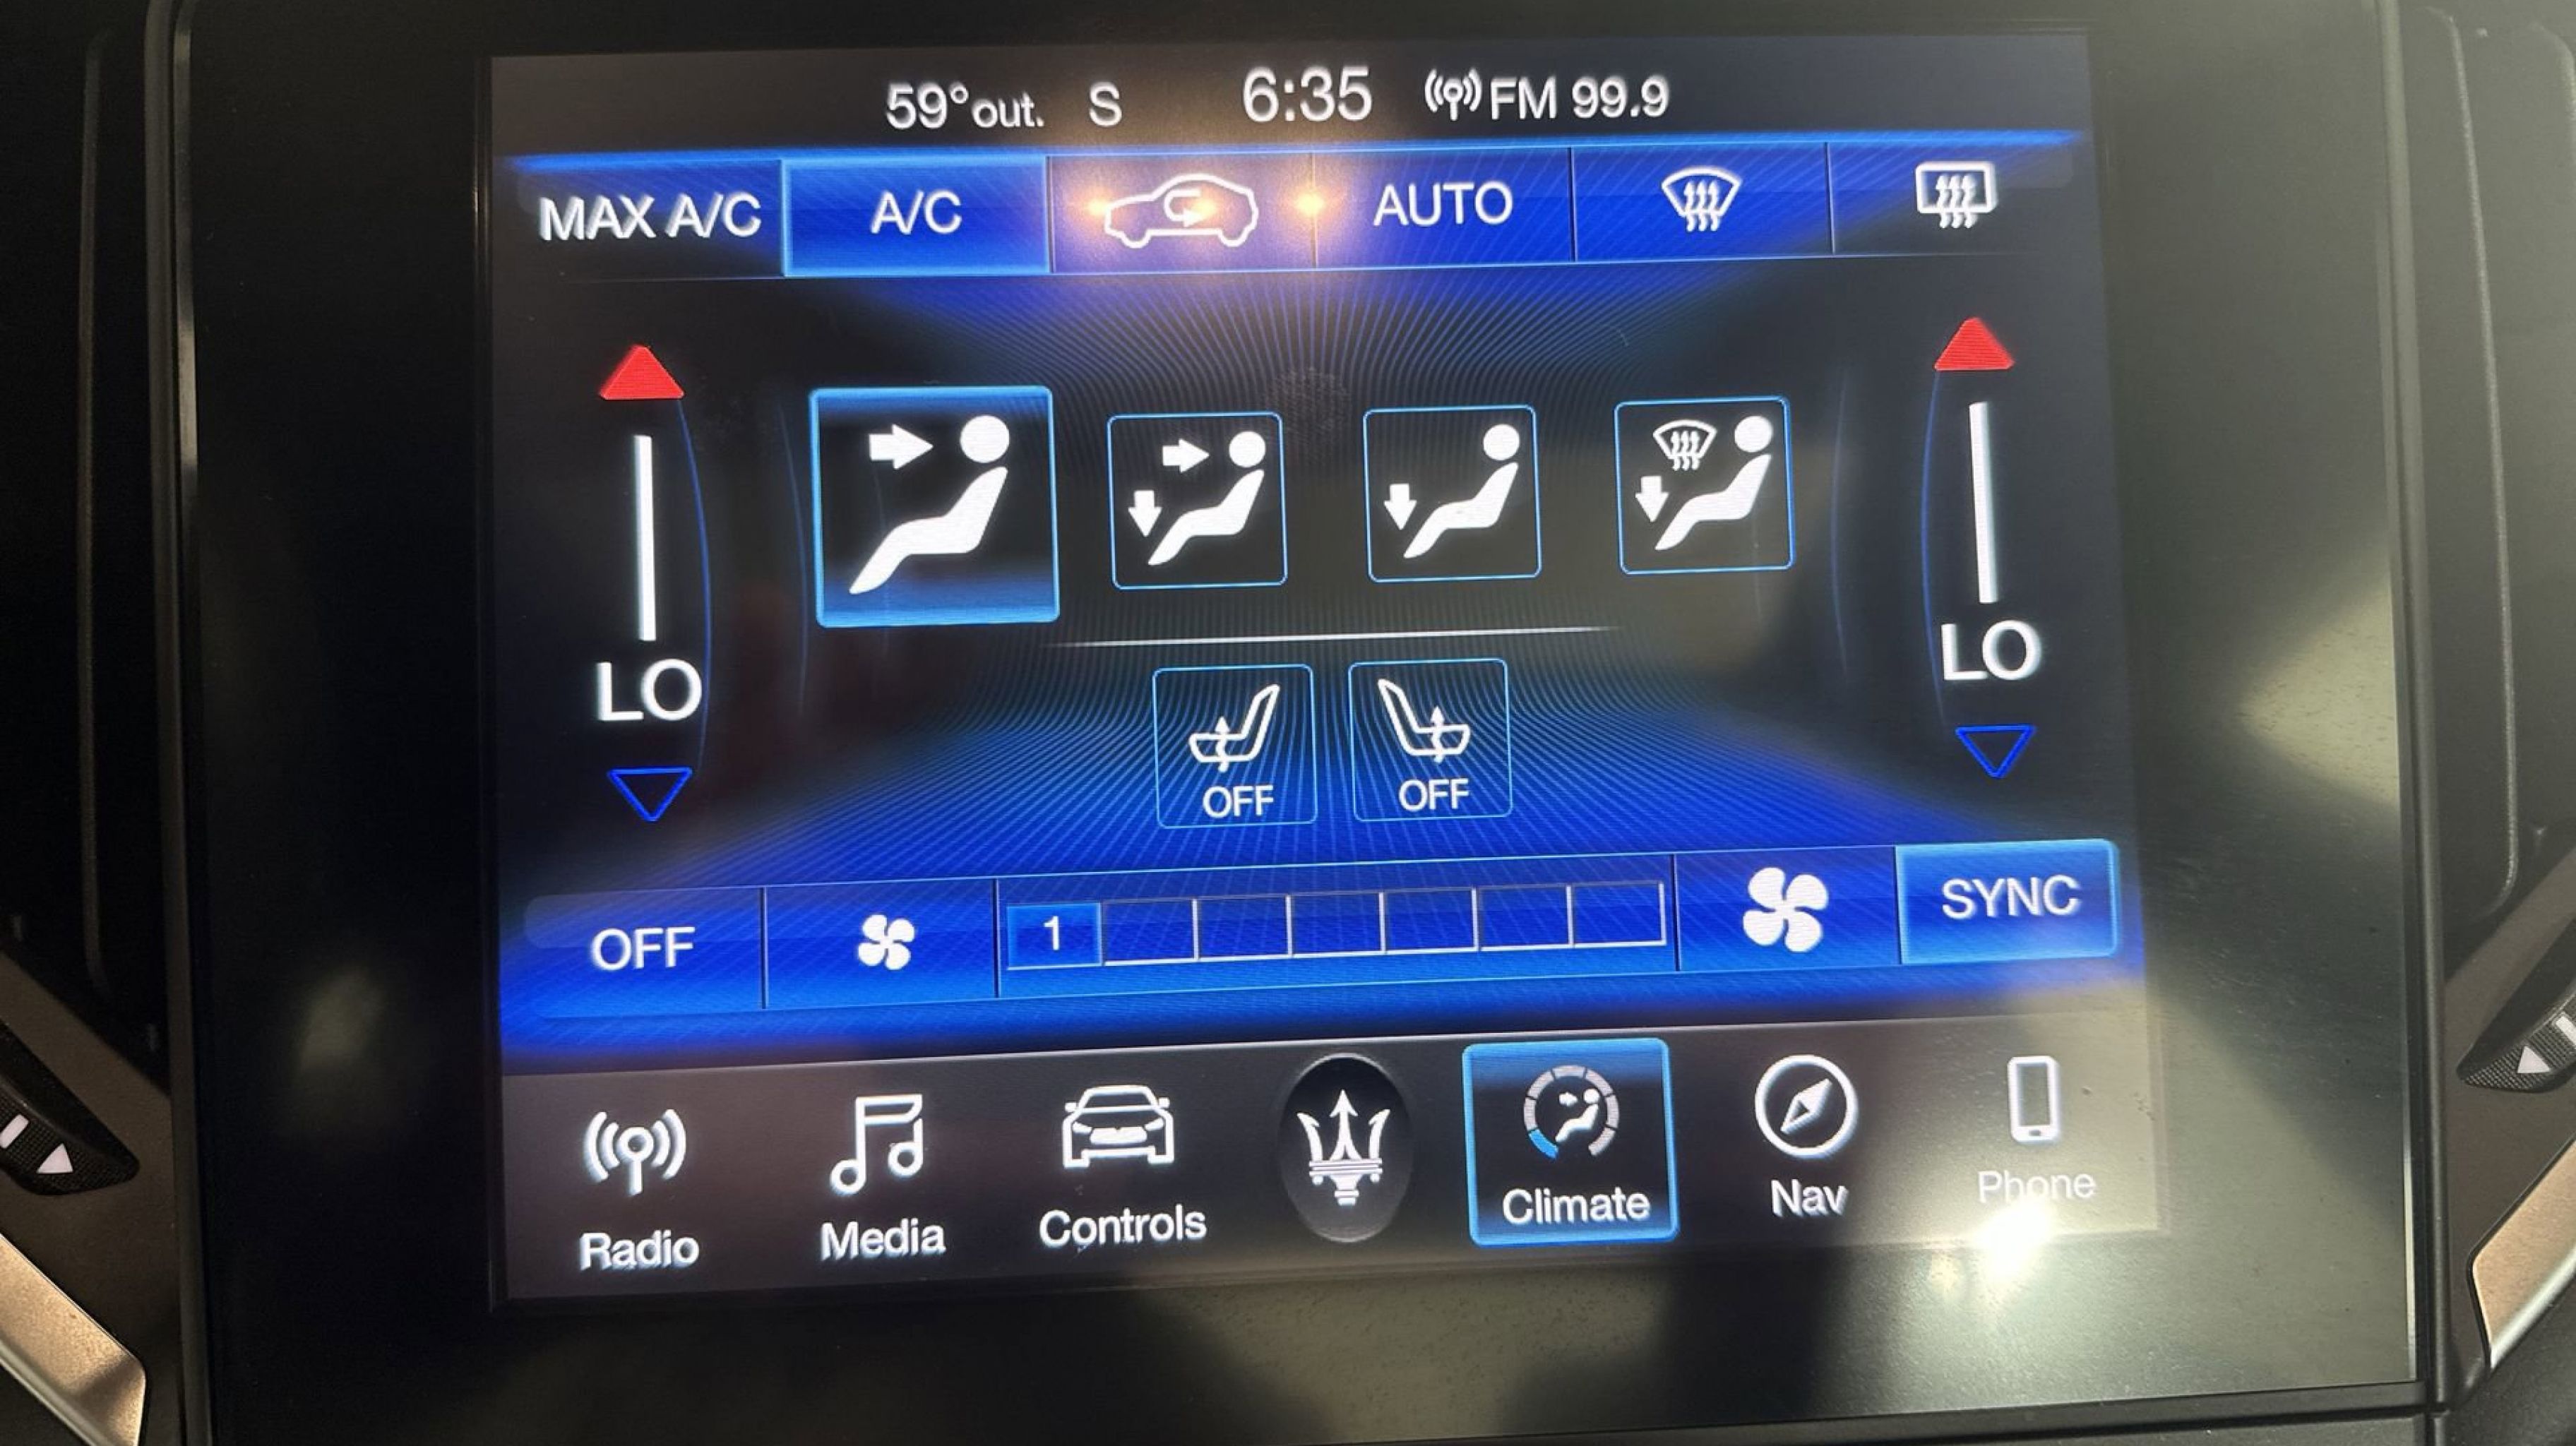 59°out. S 6:35 FM 99.9
MAX A/C A/C AUTO
LO LO
OFF OFF
OFF 1 SYNC
Radio Media Controls Climate Nav Phone